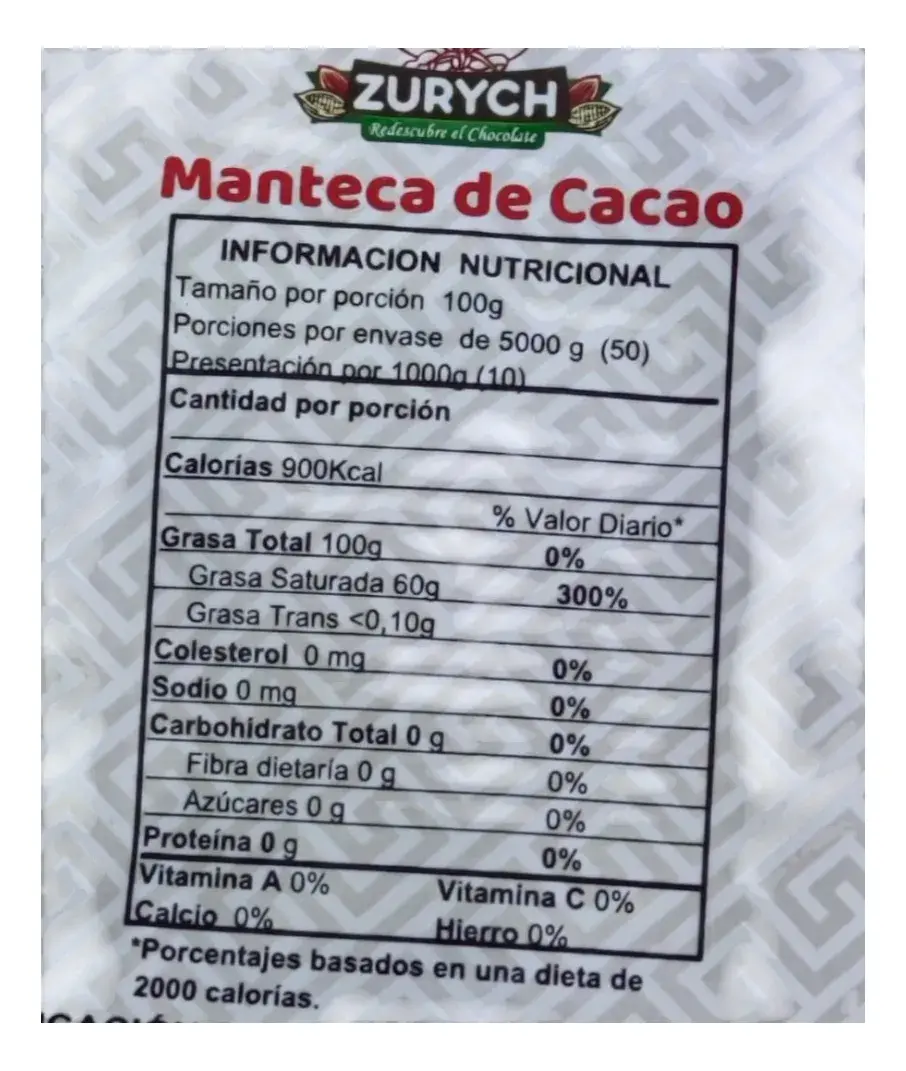 ZURYCH
Redescubre el Chocolate
Manteca de Cacao
INFORMACION NUTRICIONAL
Tamaño por porción 100g
Porciones por envase de 5000 g (50)
Presentación por 1000g (10)
Cantidad por porción
Calorías 900Kcal
% Valor Diario*
Grasa Total 100g 0%
Grasa Saturada 60g 300%
Grasa Trans <0,10g
Colesterol 0 mg 0%
Sodio 0 mg 0%
Carbohidrato Total 0 g 0%
Fibra dietaría 0 g 0%
Azúcares 0 g 0%
Proteína 0 g 0%
Vitamina A 0% Vitamina C 0%
Calcio 0% Hierro 0%
*Porcentajes basados en una dieta de
2000 calorías.